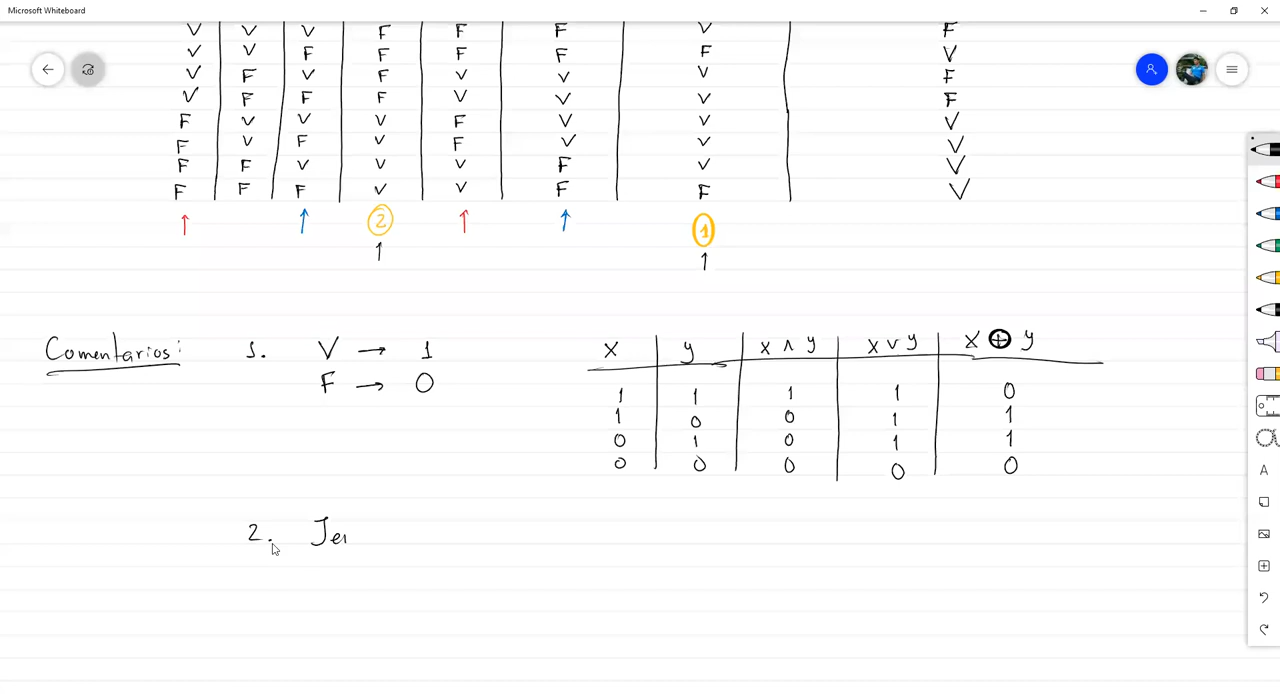 Microsoft Whiteboard
V V V F F F V F
V V F F F F F V
V F V F V V V F
V F F F V V V F
F V V V F V V V
F V F V F V V V
F F V V V F V V
F F F V V F F V
↑ ↑ 2 ↑ ↑ 1
↑ ↑
Comentarios: 1. V → 1
F → 0
x y x ∧ y x ∨ y x ⊕ y
1 1 1 1 0
1 0 0 1 1
0 1 0 1 1
0 0 0 0 0
2. Jer
A